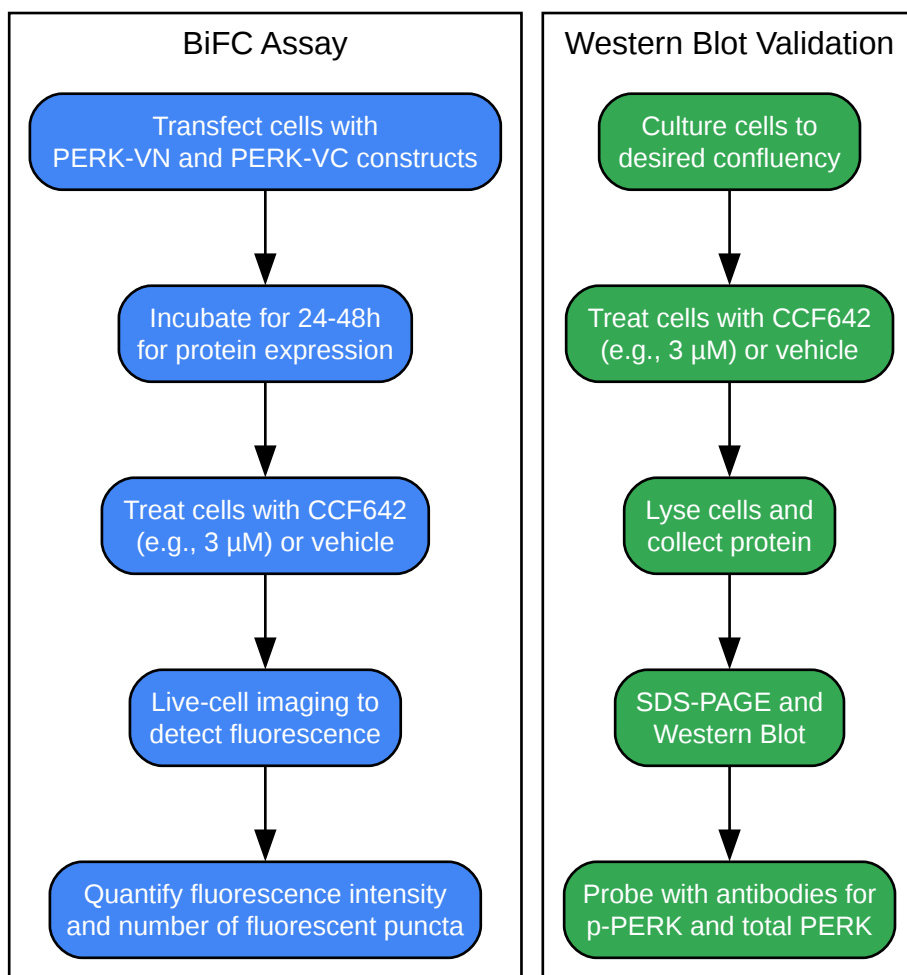 BiFC Assay
Transfect cells with
PERK-VN and PERK-VC constructs
Incubate for 24-48h
for protein expression
Treat cells with CCF642
(e.g., 3 µM) or vehicle
Live-cell imaging to
detect fluorescence
Quantify fluorescence intensity
and number of fluorescent puncta
Western Blot Validation
Culture cells to
desired confluency
Treat cells with CCF642
(e.g., 3 µM) or vehicle
Lyse cells and
collect protein
SDS-PAGE and
Western Blot
Probe with antibodies for
p-PERK and total PERK